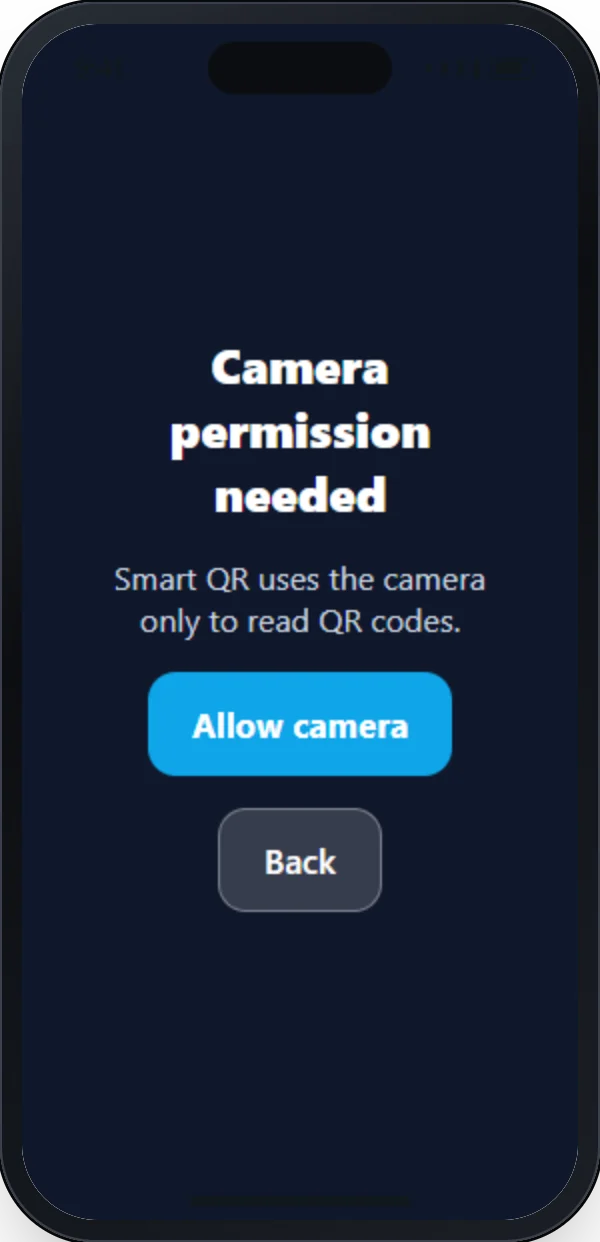 Camera
permission
needed
Smart QR uses the camera
only to read QR codes.
Allow camera
Back